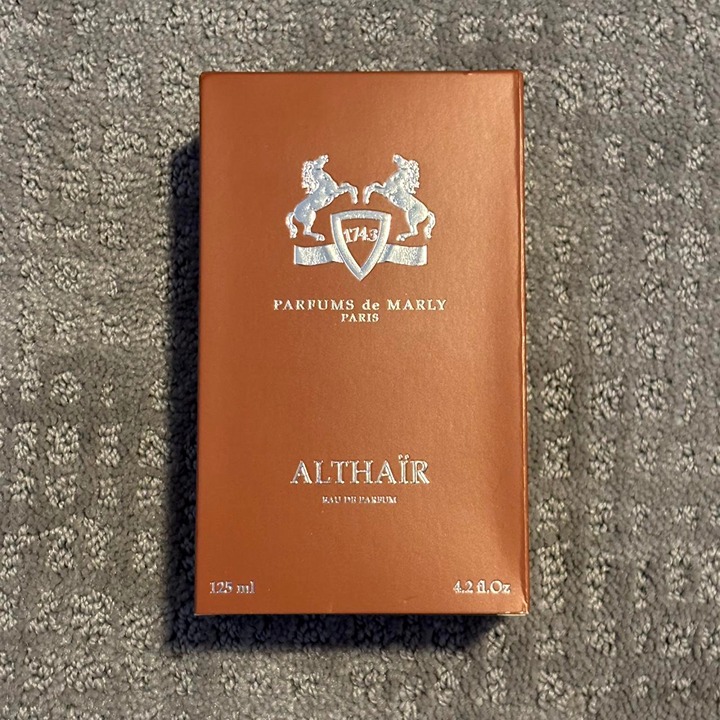 1743
PARFUMS de MARLY
PARIS
ALTHAÏR
EAU DE PARFUM
125 ml
4.2 fl.Oz